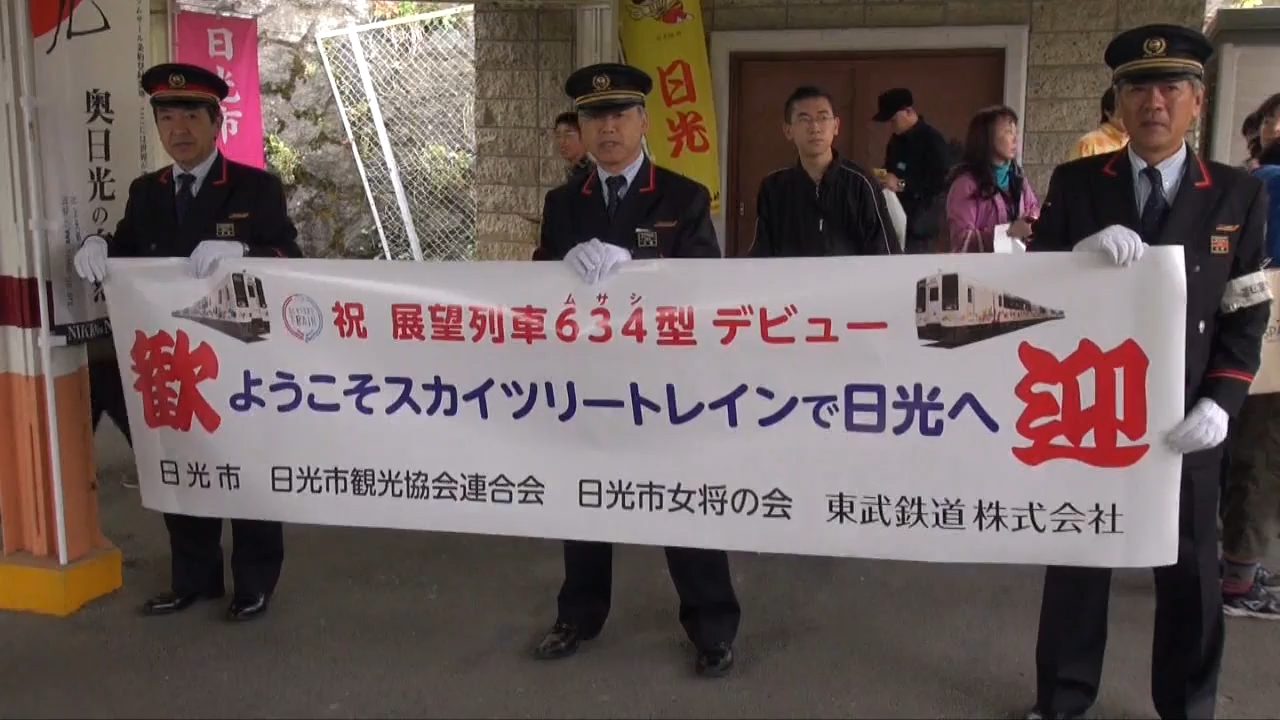 日光市
日光
奥日光の
NIKKO N
ムサシ
祝 展望列車634型 デビュー
TRAIN
歓迎
ようこそスカイツリートレインで日光へ
日光市 日光市観光協会連合会 日光市女将の会 東武鉄道株式会社